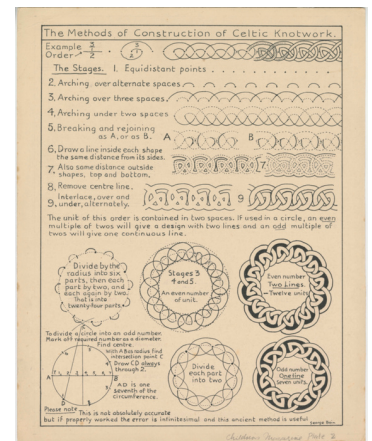 The Methods of Construction of Celtic Knotwork.
Example 3
Order 2
3
2
The Stages. 1. Equidistant points
2. Arching over alternate spaces
3. Arching over three spaces
4. Arching under two spaces
5. Breaking and rejoining
as A, or as B.
A
B
6. Draw a line inside each shape
the same distance from its sides.
7. Also same distance outside
shapes, top and bottom,
7
8. Remove centre line.
9. Interlace, over and
under, alternately.
9
The unit of this order is contained in two spaces. If used in a circle, an even
multiple of twos will give a design with two lines and an odd multiple of
twos will give one continuous line.
Divide by the
radius into six
parts, then each
part by two, and
each again by two.
That is into
twenty-four parts.
Stages 3
4 and 5.
An even number
of unit.
Even number
Two Lines.
Twelve units
To divide a circle into an odd number.
Mark off required number as a diameter.
Find centre.
With A B as radius find
intersection point C
Draw C D always
through 2.
A D is one
seventh of the
circumference.
A
B
D
Divide
each part
into two
Odd number
One line
Seven units.
Please note
This is not absolutely accurate
but if properly worked the error is infinitesimal and this ancient method is useful
Plate